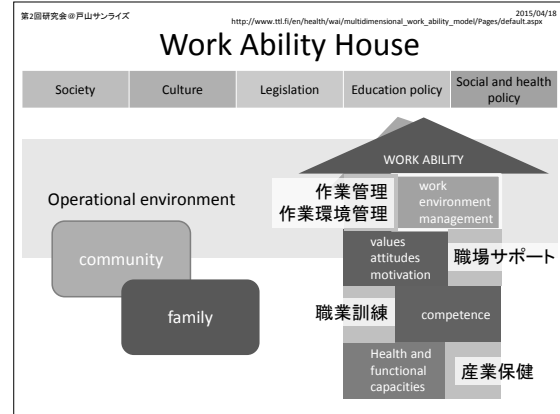 第2回研究会@戸山サンライズ
2015/04/18
http://www.ttl.fi/en/health/wai/multidimensional_work_ability_model/Pages/default.aspx
Work Ability House
Society
Culture
Legislation
Education policy
Social and health
policy
WORK ABILITY
作業管理
作業環境管理
work
environment
management
Operational environment
community
family
values
attitudes
motivation
職場サポート
職業訓練
competence
Health and
functional
capacities
産業保健